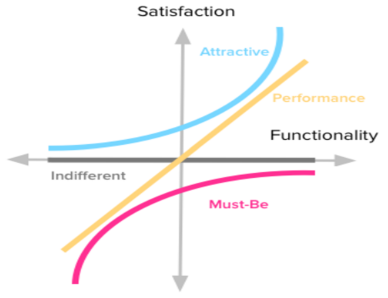 Satisfaction
Attractive
Performance
Functionality
Indifferent
Must-Be